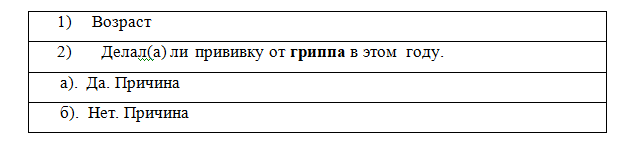 1) Возраст
2) Делал(а) ли прививку от гриппа в этом году.
а). Да. Причина
б). Нет. Причина